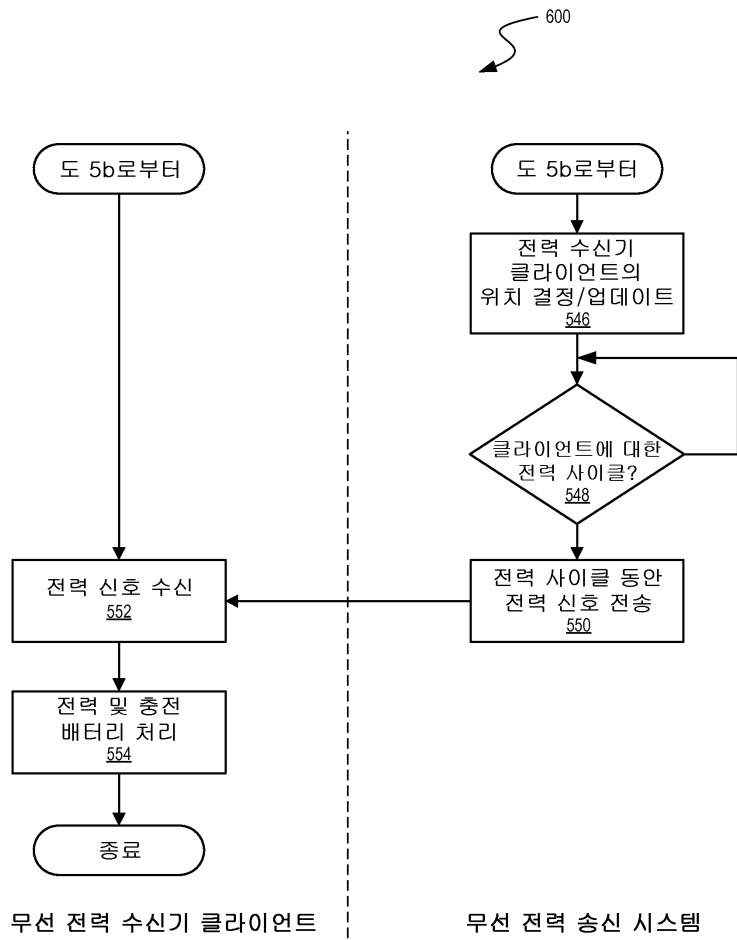 600
도 5b로부터
도 5b로부터
전력 수신기
클라이언트의
위치 결정/업데이트
546
클라이언트에 대한
전력 사이클?
548
전력 신호 수신
552
전력 사이클 동안
전력 신호 전송
550
전력 및 충전
배터리 처리
554
종료
무선 전력 수신기 클라이언트
무선 전력 송신 시스템